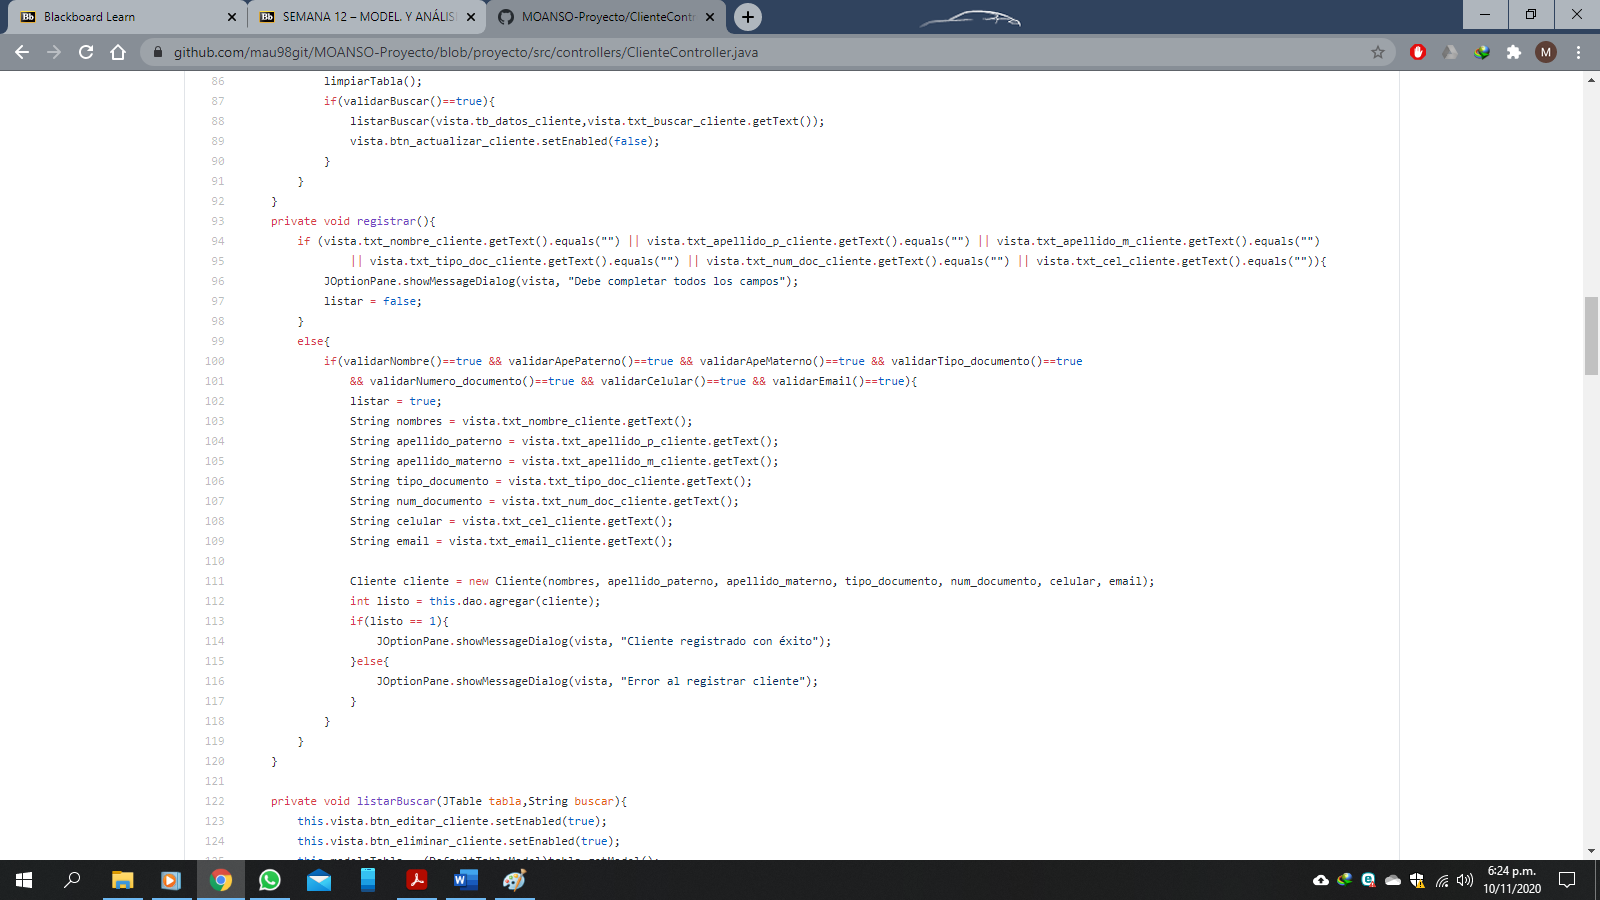 Blackboard Learn
SEMANA 12 – MODEL. Y ANÁLIS
MOANSO-Proyecto/ClienteContr
github.com/mau98git/MOANSO-Proyecto/blob/proyecto/src/controllers/ClienteController.java
M
86 limpiarTabla();
87 if(validarBuscar()==true){
88 listarBuscar(vista.tb_datos_cliente,vista.txt_buscar_cliente.getText());
89 vista.btn_actualizar_cliente.setEnabled(false);
90 }
91 }
92 }
93 private void registrar(){
94 if (vista.txt_nombre_cliente.getText().equals("") || vista.txt_apellido_p_cliente.getText().equals("") || vista.txt_apellido_m_cliente.getText().equals("")
95 || vista.txt_tipo_doc_cliente.getText().equals("") || vista.txt_num_doc_cliente.getText().equals("") || vista.txt_cel_cliente.getText().equals("")){
96 JOptionPane.showMessageDialog(vista, "Debe completar todos los campos");
97 listar = false;
98 }
99 else{
100 if(validarNombre()==true && validarApePaterno()==true && validarApeMaterno()==true && validarTipo_documento()==true
101 && validarNumero_documento()==true && validarCelular()==true && validarEmail()==true){
102 listar = true;
103 String nombres = vista.txt_nombre_cliente.getText();
104 String apellido_paterno = vista.txt_apellido_p_cliente.getText();
105 String apellido_materno = vista.txt_apellido_m_cliente.getText();
106 String tipo_documento = vista.txt_tipo_doc_cliente.getText();
107 String num_documento = vista.txt_num_doc_cliente.getText();
108 String celular = vista.txt_cel_cliente.getText();
109 String email = vista.txt_email_cliente.getText();
110
111 Cliente cliente = new Cliente(nombres, apellido_paterno, apellido_materno, tipo_documento, num_documento, celular, email);
112 int listo = this.dao.agregar(cliente);
113 if(listo == 1){
114 JOptionPane.showMessageDialog(vista, "Cliente registrado con éxito");
115 }else{
116 JOptionPane.showMessageDialog(vista, "Error al registrar cliente");
117 }
118 }
119 }
120 }
121
122 private void listarBuscar(JTable tabla,String buscar){
123 this.vista.btn_editar_cliente.setEnabled(true);
124 this.vista.btn_eliminar_cliente.setEnabled(true);
6:24 p.m.
10/11/2020